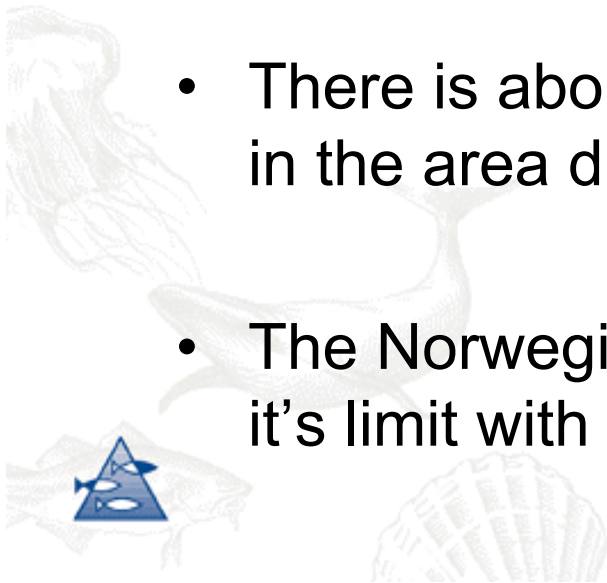 • There is abo
in the area d
• The Norwegi
it’s limit with